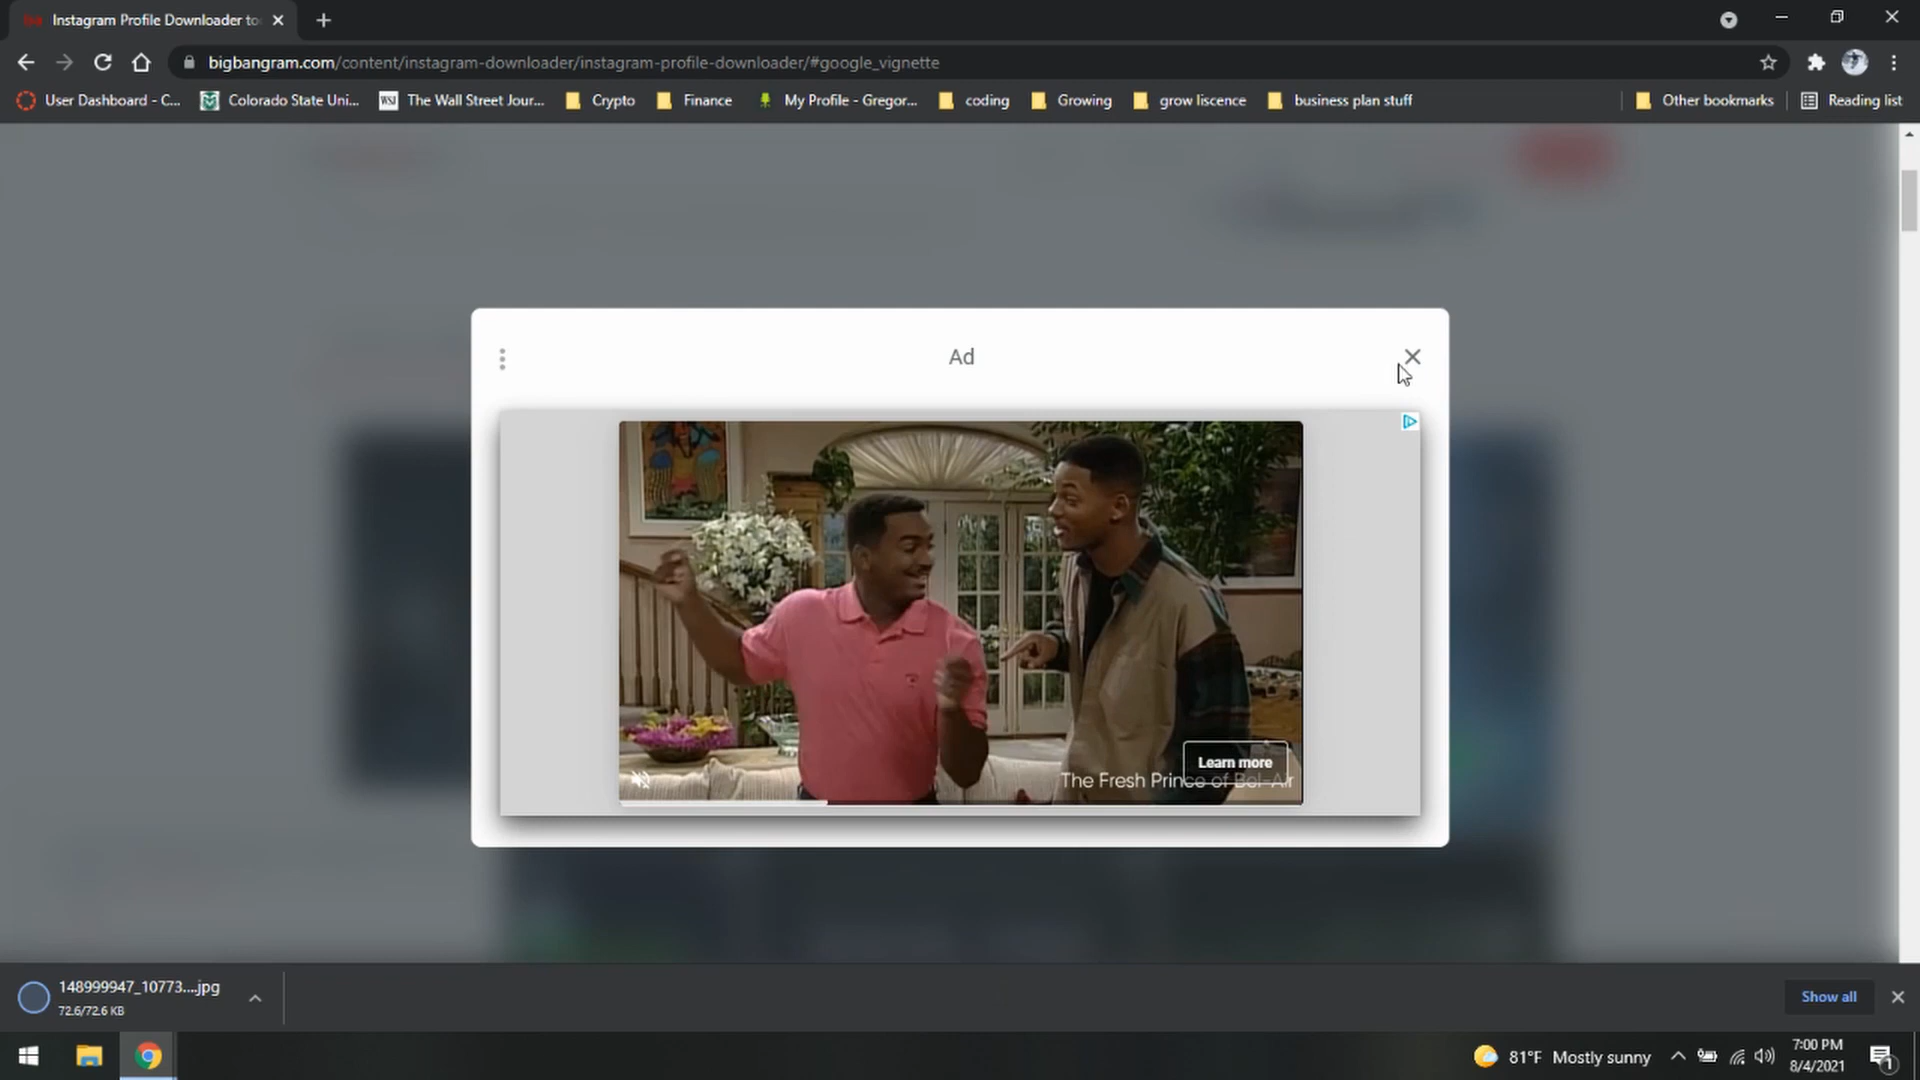 Instagram Profile Downloader to
bigbangram.com/content/instagram-downloader/instagram-profile-downloader/#google_vignette
User Dashboard - C... Colorado State Uni... WSJ The Wall Street Jour... Crypto Finance My Profile - Gregor... coding Growing grow liscence business plan stuff Other bookmarks Reading list
Ad
Learn more
The Fresh Prince of Bel-Air
148999947_10773....jpg
72.6/72.6 KB
Show all
81°F Mostly sunny
7:00 PM
8/4/2021
1